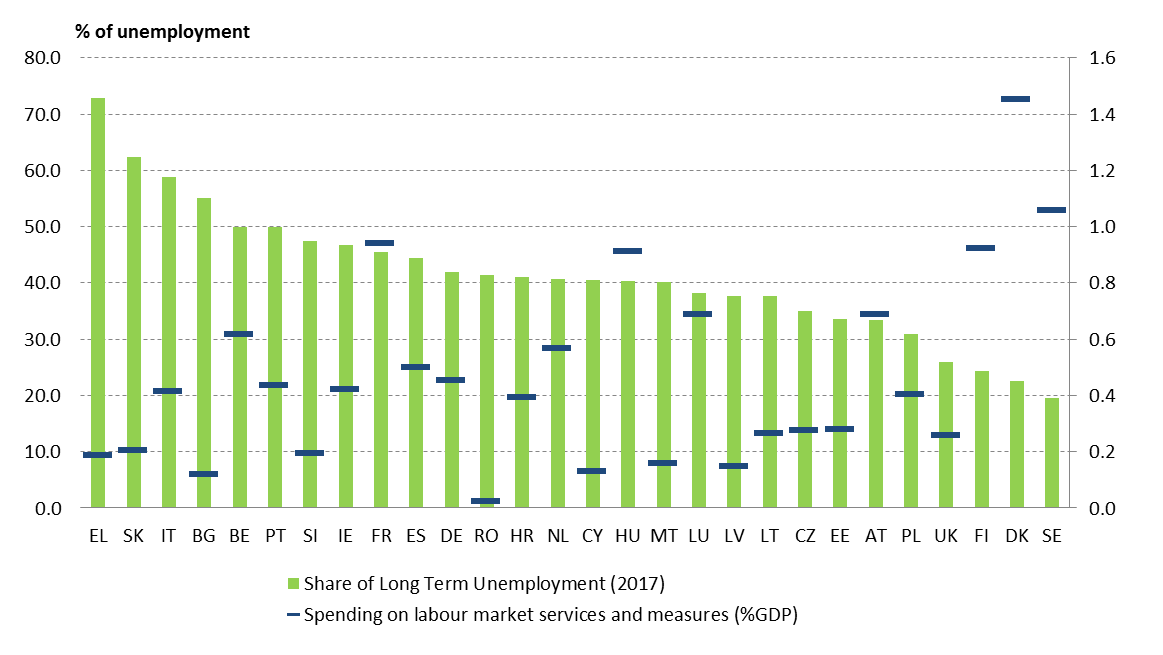 % of unemployment
80.0 1.6
70.0 1.4
60.0 1.2
50.0 1.0
40.0 0.8
30.0 0.6
20.0 0.4
10.0 0.2
0.0 0.0
EL SK IT BG BE PT SI IE FR ES DE RO HR NL CY HU MT LU LV LT CZ EE AT PL UK FI DK SE
Share of Long Term Unemployment (2017)
Spending on labour market services and measures (%GDP)